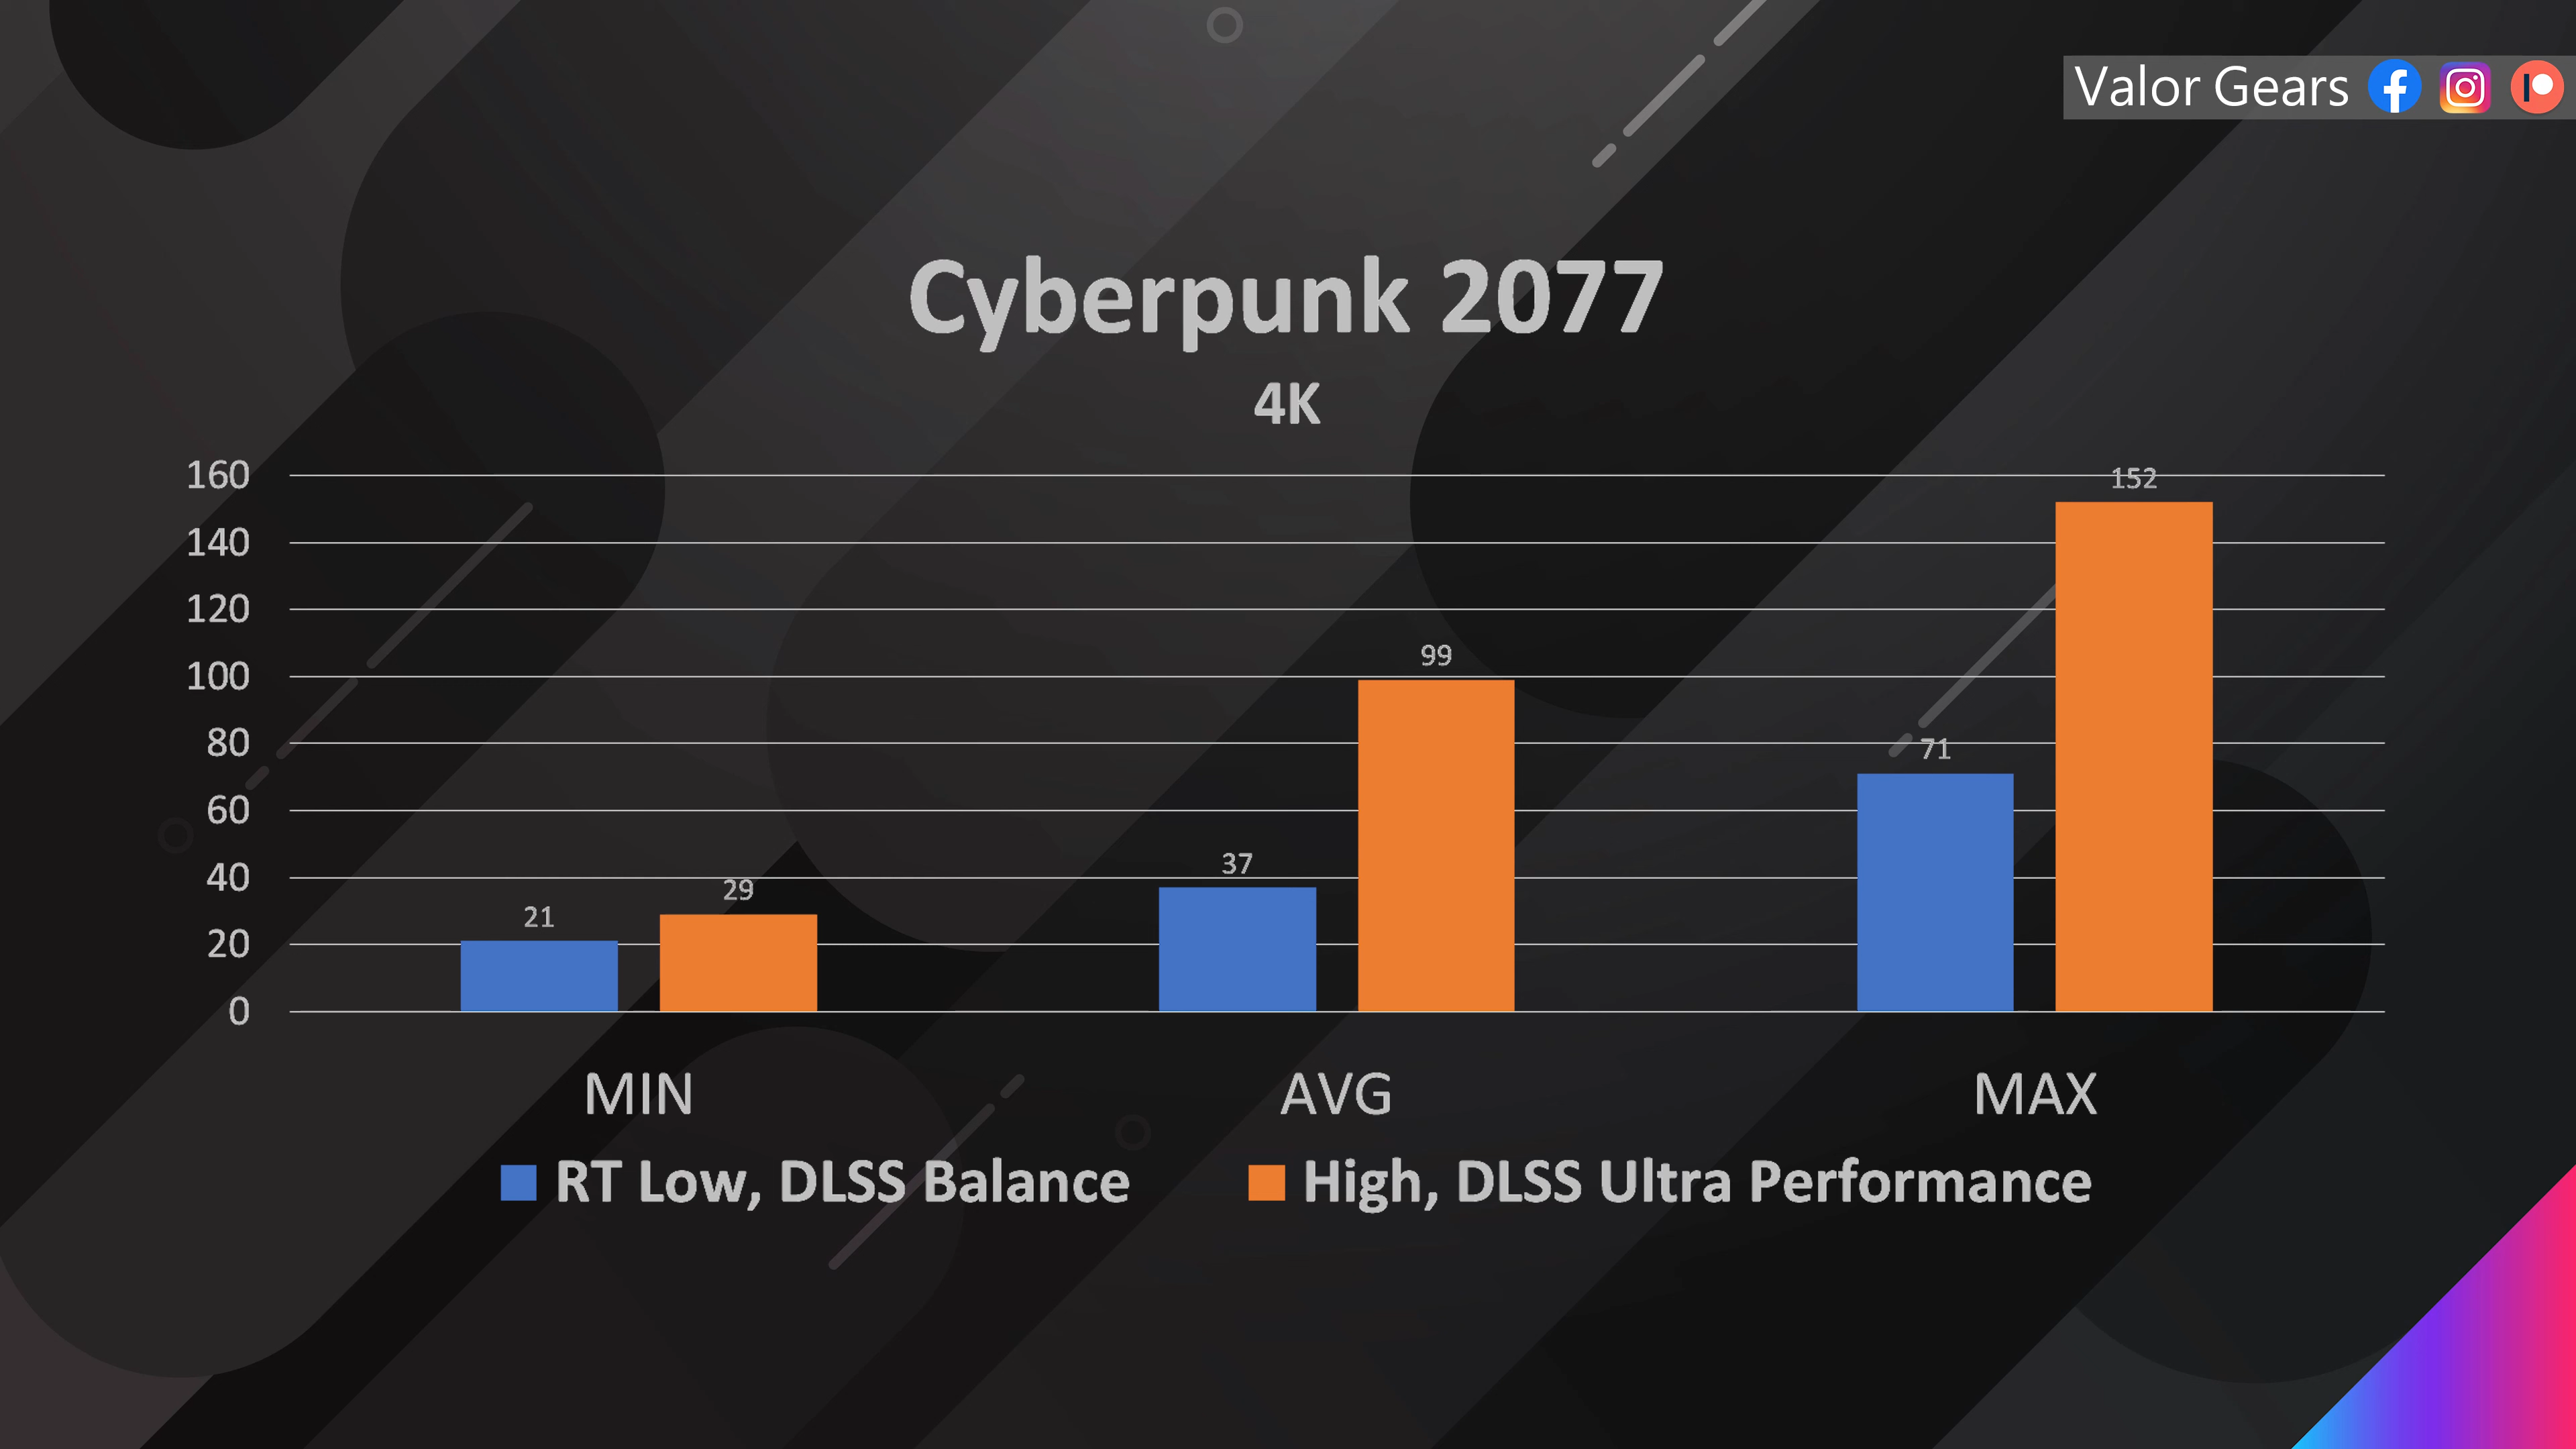 Valor Gears
Cyberpunk 2077
4K
160
140
120
100
80
60
40
20
0
21
29
37
99
71
152
MIN
AVG
MAX
RT Low, DLSS Balance
High, DLSS Ultra Performance